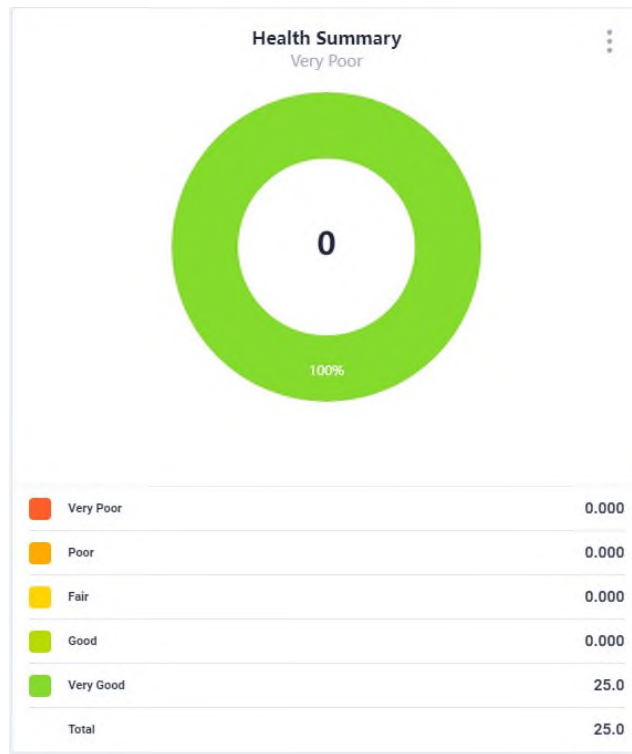 Health Summary
Very Poor
0
100%
Very Poor 0.000
Poor 0.000
Fair 0.000
Good 0.000
Very Good 25.0
Total 25.0